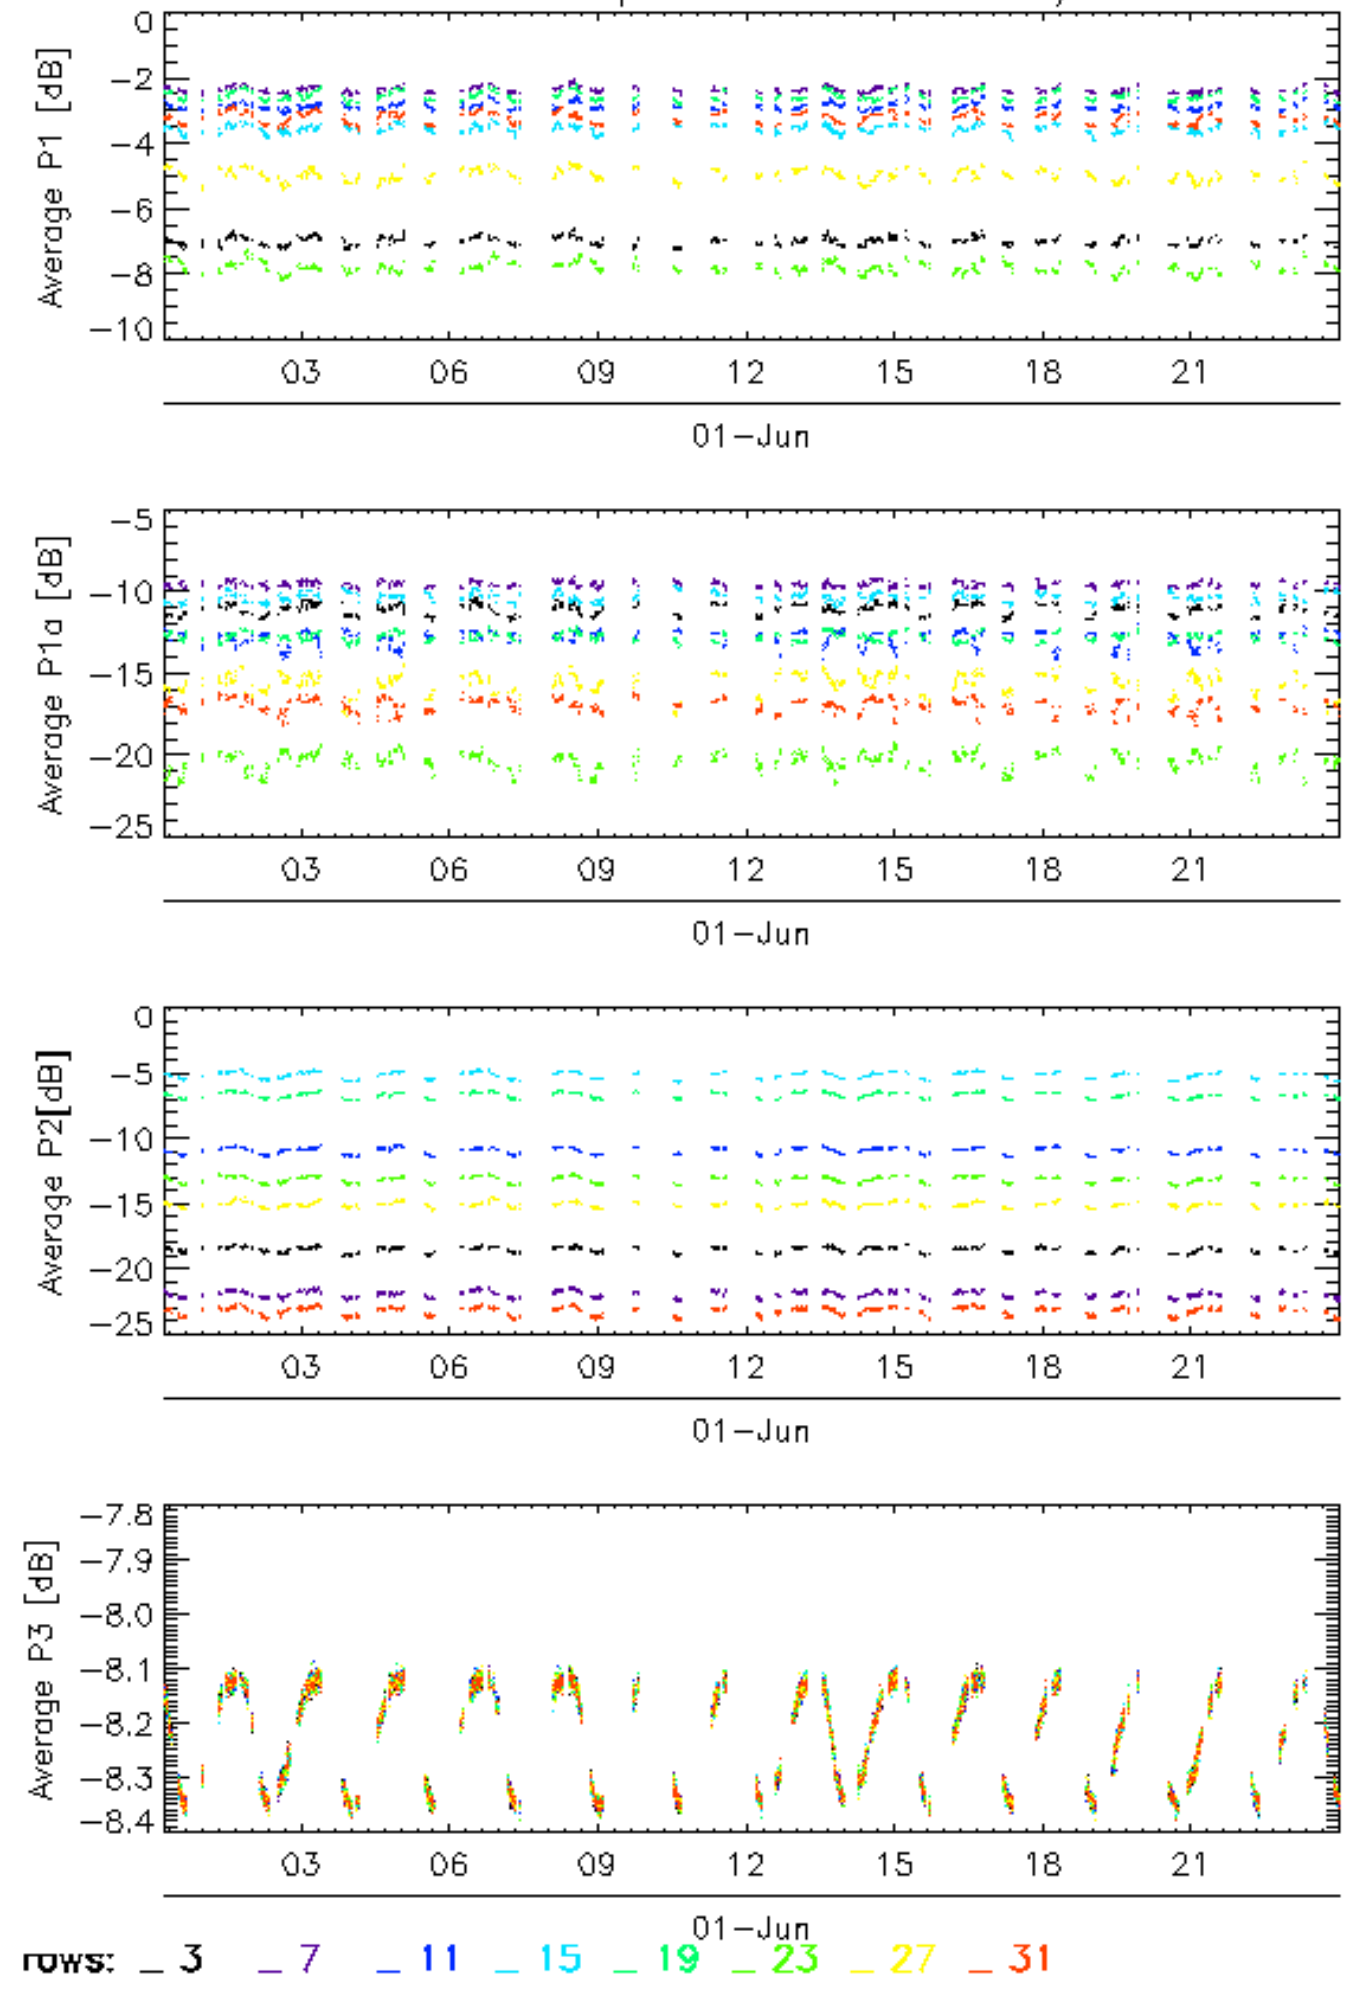 0
−2
−4
−6
−8
−10
Average P1 [dB]
03 06 09 12 15 18 21
01−Jun
−5
−10
−15
−20
−25
Average P1a [dB]
03 06 09 12 15 18 21
01−Jun
0
−5
−10
−15
−20
−25
Average P2[dB]
03 06 09 12 15 18 21
01−Jun
−7.8
−7.9
−8.0
−8.1
−8.2
−8.3
−8.4
Average P3 [dB]
03 06 09 12 15 18 21
01−Jun
rows: _ 3 _ 7 _ 11 _ 15 _ 19 _ 23 _ 27 _ 31